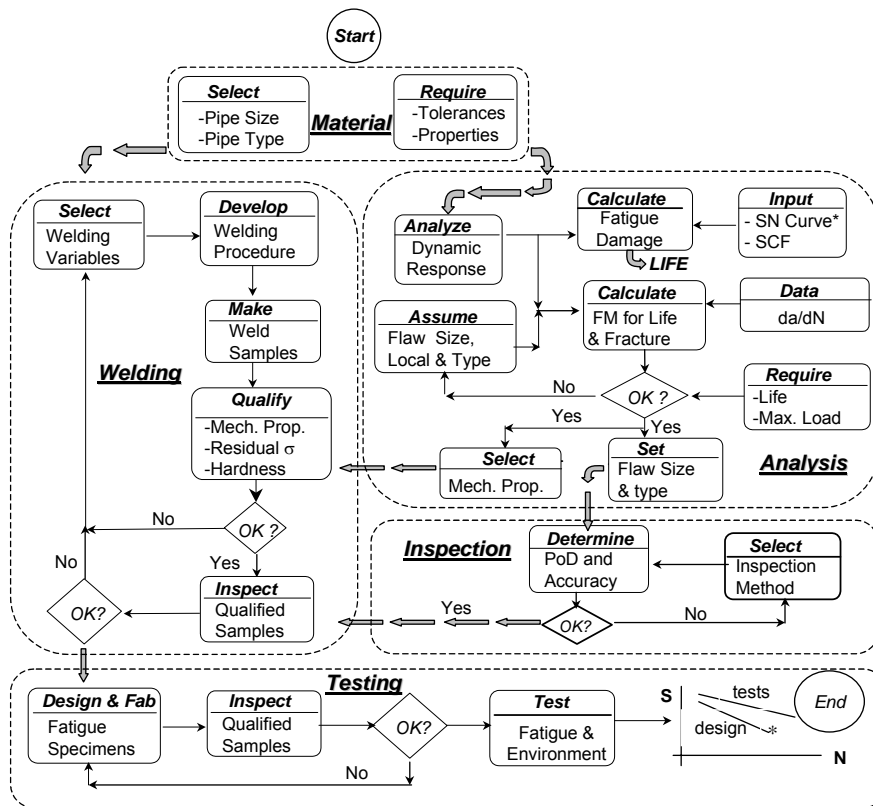 Start
Select
-Pipe Size
-Pipe Type
Material
Require
-Tolerances
-Properties
Select
Welding
Variables
Develop
Welding
Procedure
Make
Weld
Samples
Welding
Qualify
-Mech. Prop.
-Residual σ
-Hardness
No
OK ?
Yes
No
Inspect
Qualified
Samples
OK?
Analyze
Dynamic
Response
Calculate
Fatigue
Damage
LIFE
Input
- SN Curve*
- SCF
Assume
Flaw Size,
Local & Type
Calculate
FM for Life
& Fracture
Data
da/dN
No
OK ?
Require
-Life
-Max. Load
Yes
Yes
Select
Mech. Prop.
Set
Flaw Size
& type
Analysis
Inspection
Determine
PoD and
Accuracy
Select
Inspection
Method
Yes
OK?
No
Testing
Design & Fab
Fatigue
Specimens
Inspect
Qualified
Samples
OK?
No
Test
Fatigue &
Environment
S
tests
design
*
N
End